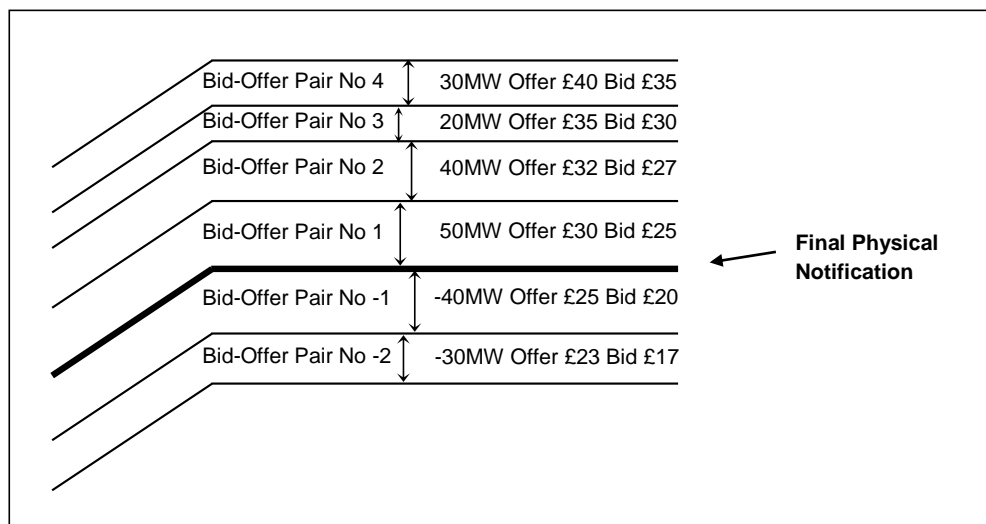 Bid-Offer Pair No 4 30MW Offer £40 Bid £35
Bid-Offer Pair No 3 20MW Offer £35 Bid £30
Bid-Offer Pair No 2 40MW Offer £32 Bid £27
Bid-Offer Pair No 1 50MW Offer £30 Bid £25
Final Physical
Notification
Bid-Offer Pair No -1 -40MW Offer £25 Bid £20
Bid-Offer Pair No -2 -30MW Offer £23 Bid £17